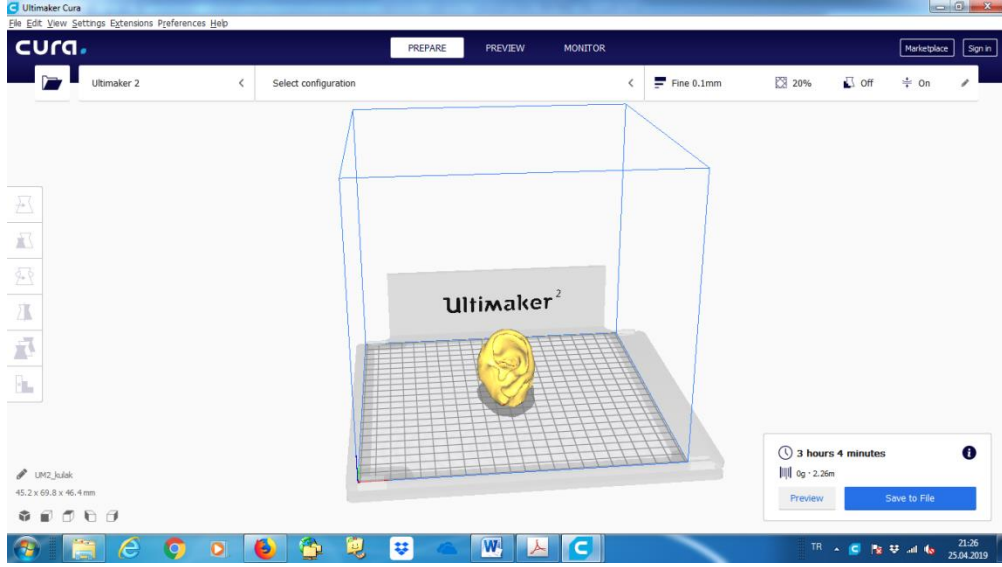 Ultimaker Cura
File Edit View Settings Extensions Preferences Help
cura. PREPARE PREVIEW MONITOR Marketplace Sign in
Ultimaker 2 Select configuration Fine 0.1mm 20% Off On
Ultimaker 2
3 hours 4 minutes
0g · 2.26m
Preview Save to File
UM2_kulak
45.2 x 69.8 x 46.4 mm
TR 21:26
25.04.2019